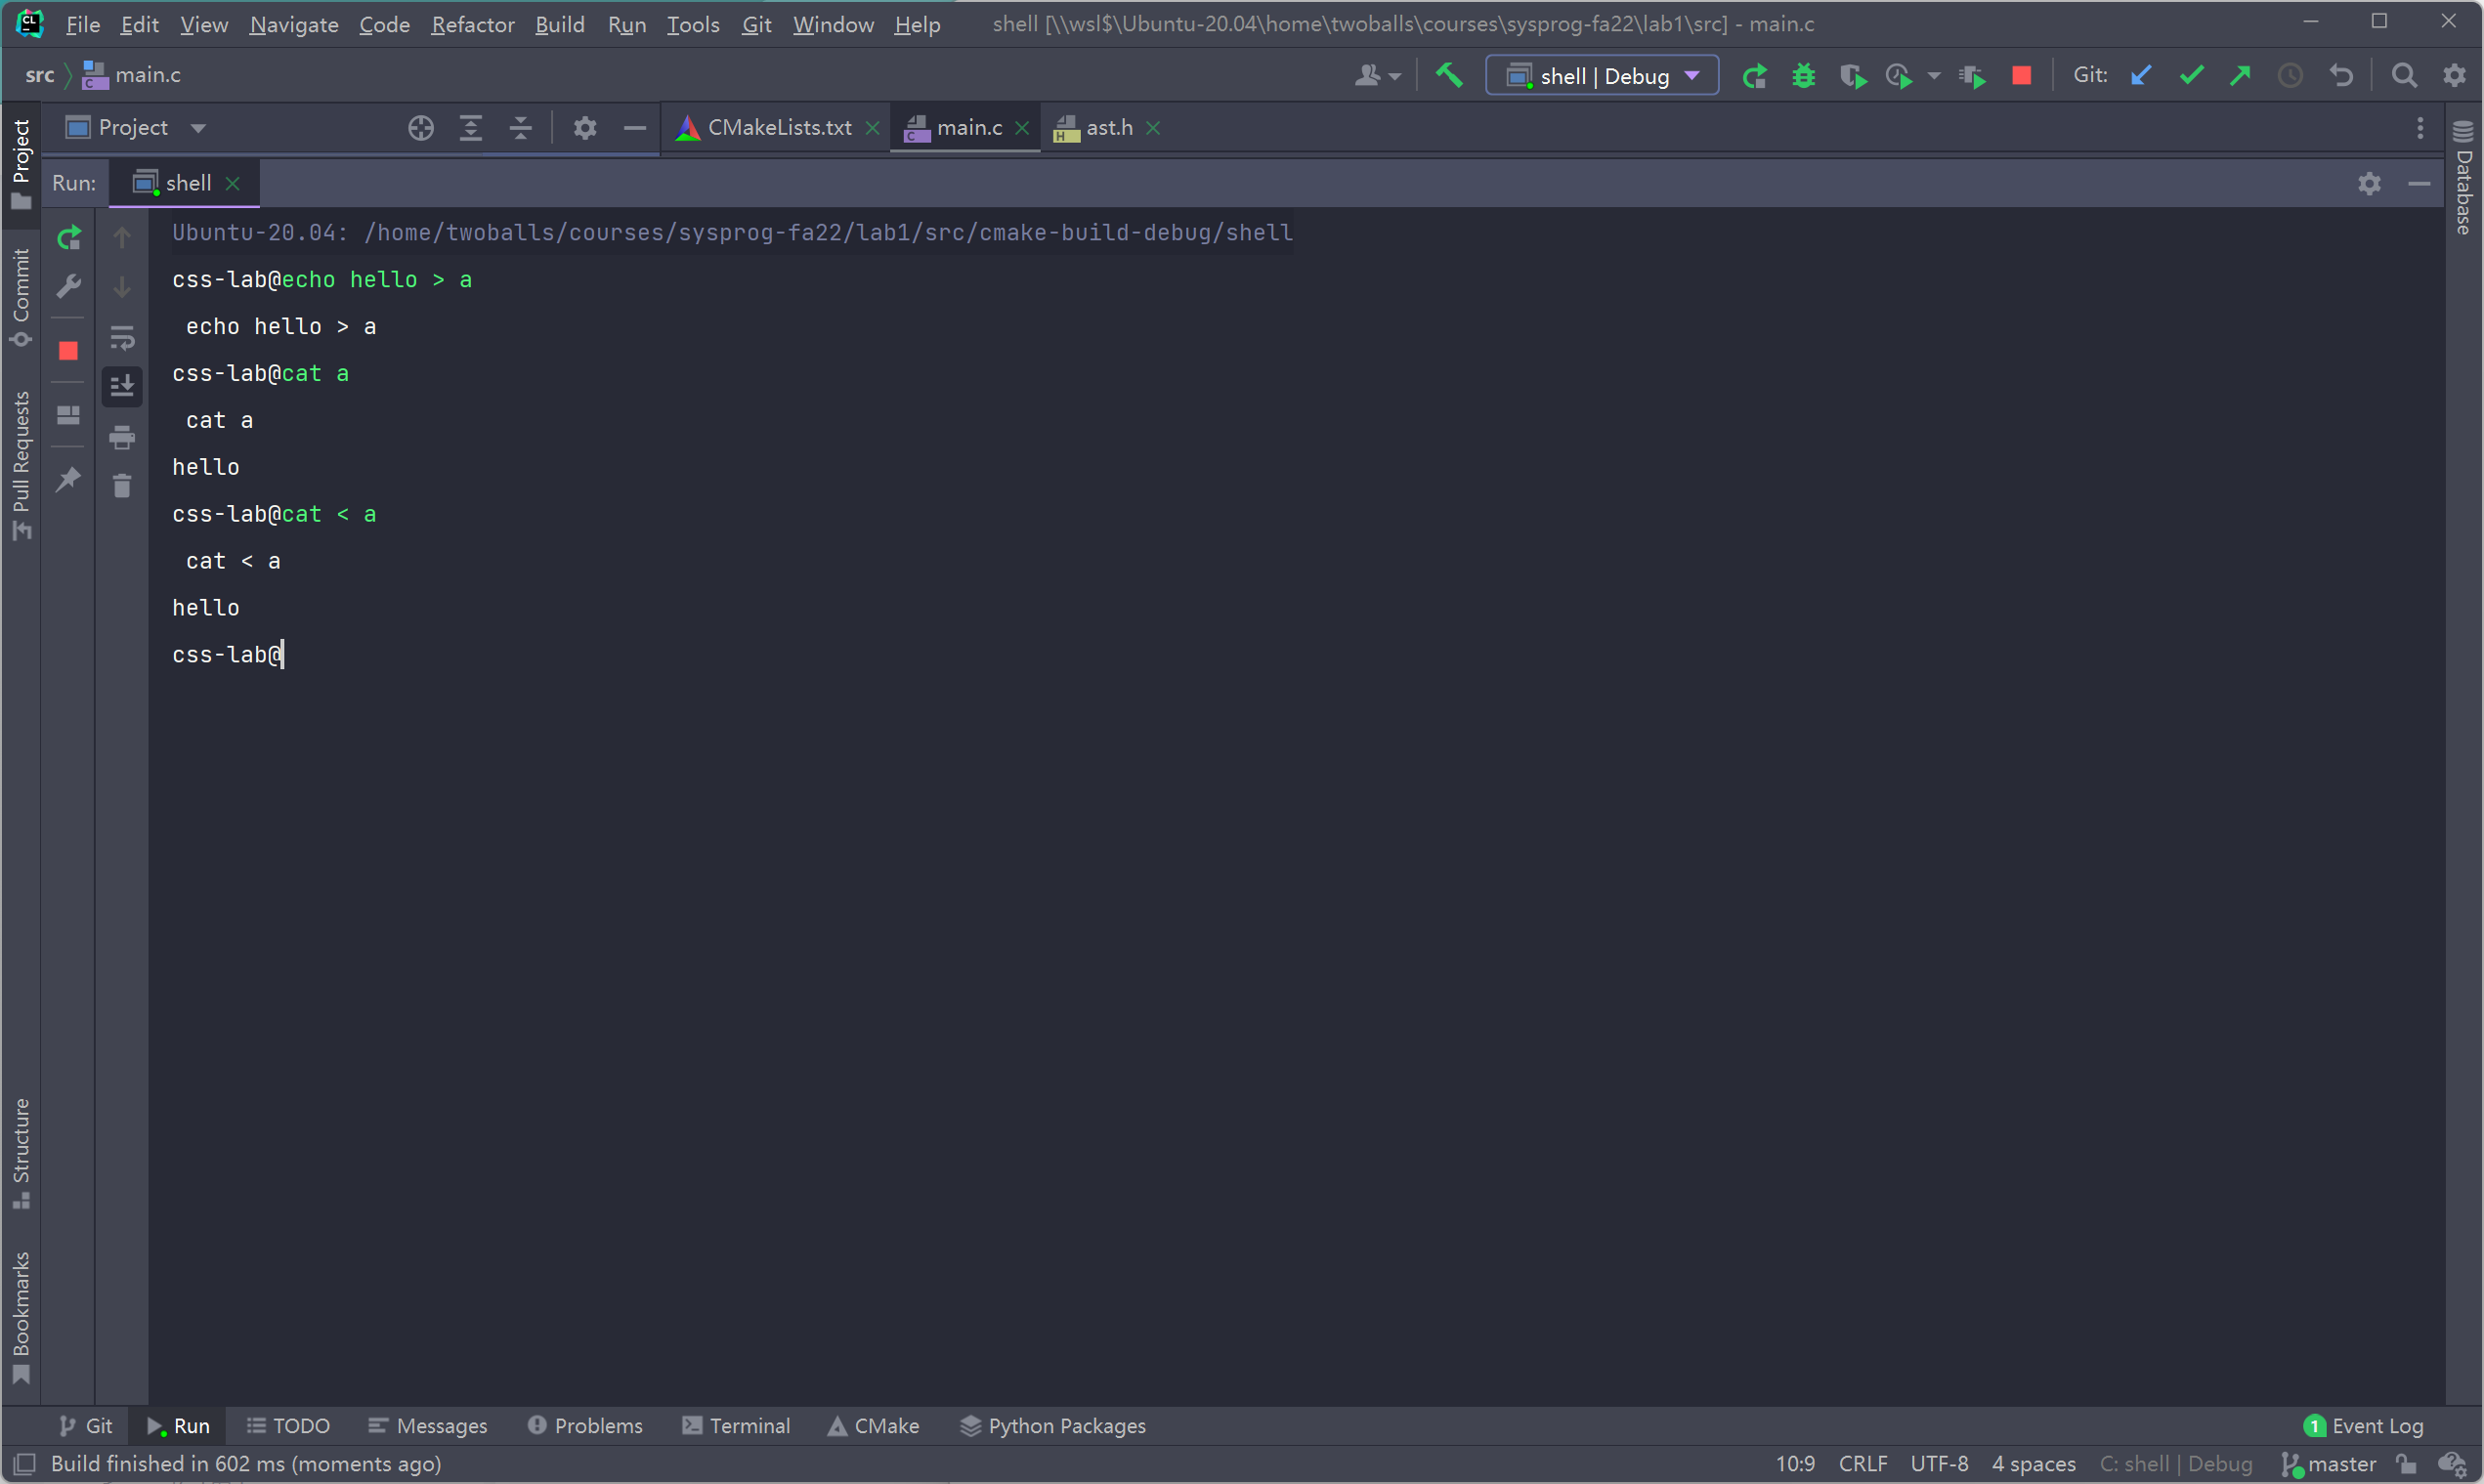 CL File Edit View Navigate Code Refactor Build Run Tools Git Window Help shell [\\wsl$\Ubuntu-20.04\home\twoballs\courses\sysprog-fa22\lab1\src] - main.c
src main.c shell | Debug Git:
Project CMakeLists.txt main.c ast.h
Run: shell
Ubuntu-20.04: /home/twoballs/courses/sysprog-fa22/lab1/src/cmake-build-debug/shell
css-lab@echo hello > a
 echo hello > a
css-lab@cat a
 cat a
hello
css-lab@cat < a
 cat < a
hello
css-lab@
Project
Commit
Pull Requests
Structure
Bookmarks
Database
Git Run TODO Messages Problems Terminal CMake Python Packages 1 Event Log
Build finished in 602 ms (moments ago) 10:9 CRLF UTF-8 4 spaces C: shell | Debug master